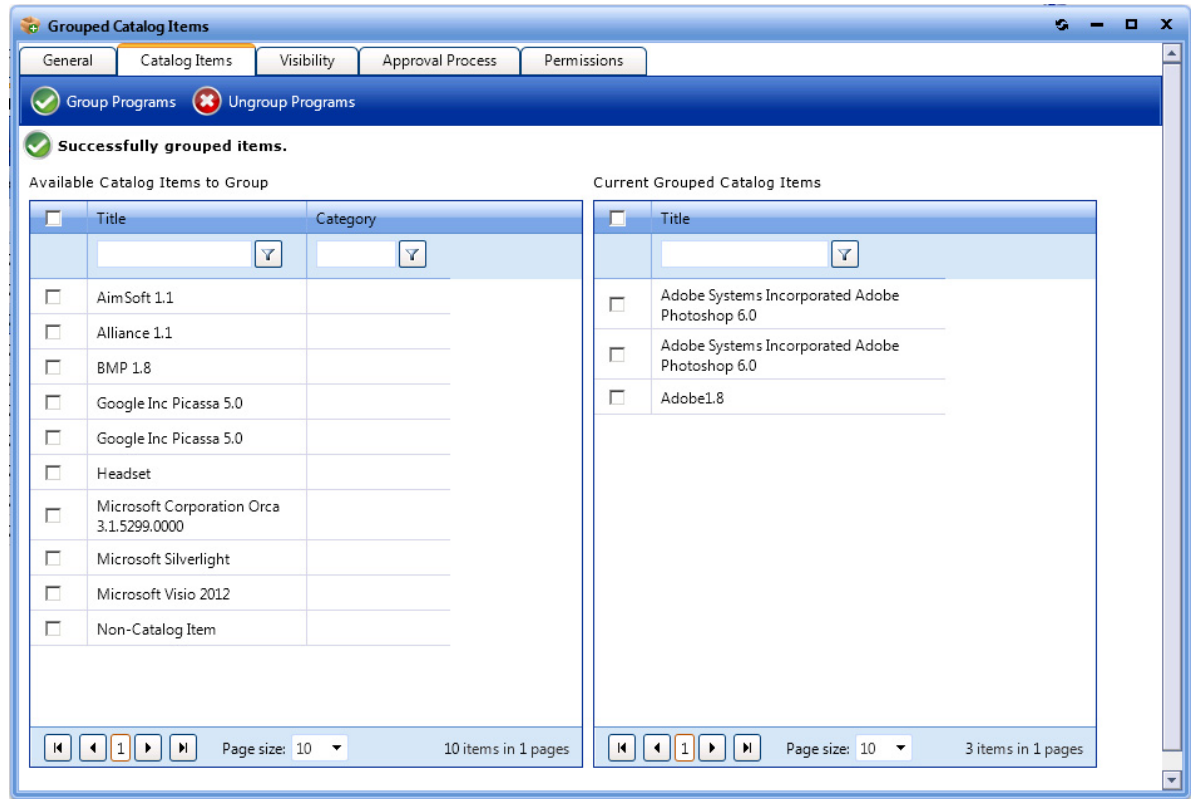 Grouped Catalog Items
General Catalog Items Visibility Approval Process Permissions
Group Programs Ungroup Programs
Successfully grouped items.
Available Catalog Items to Group
Title Category
AimSoft 1.1
Alliance 1.1
BMP 1.8
Google Inc Picassa 5.0
Google Inc Picassa 5.0
Headset
Microsoft Corporation Orca
3.1.5299.0000
Microsoft Silverlight
Microsoft Visio 2012
Non-Catalog Item
1 Page size: 10 10 items in 1 pages
Current Grouped Catalog Items
Title
Adobe Systems Incorporated Adobe
Photoshop 6.0
Adobe Systems Incorporated Adobe
Photoshop 6.0
Adobe1.8
1 Page size: 10 3 items in 1 pages